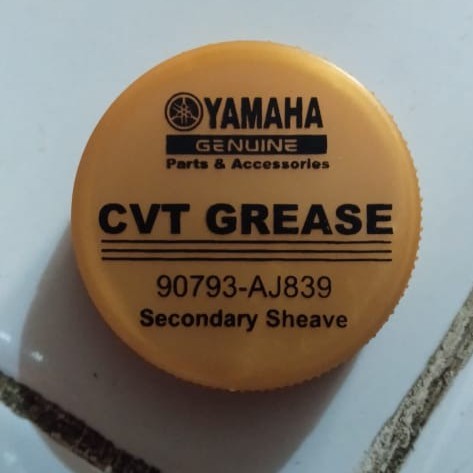 YAMAHA
GENUINE
Parts & Accessories
CVT GREASE
90793-AJ839
Secondary Sheave